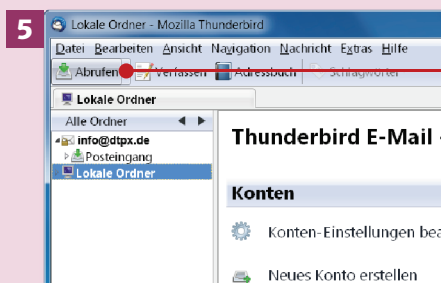 5
Lokale Ordner - Mozilla Thunderbird
Datei Bearbeiten Ansicht Navigation Nachricht Extras Hilfe
Abrufen Verfassen Adressbuch Schlagwörter
Lokale Ordner
Alle Ordner
info@dtpx.de
Posteingang
Lokale Ordner
Thunderbird E-Mail -
Konten
Konten-Einstellungen bea
Neues Konto erstellen